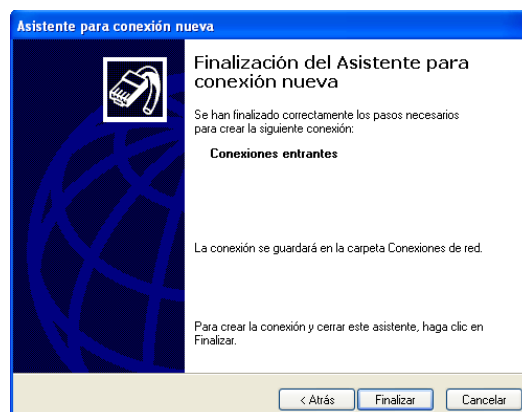 Asistente para conexión nueva
Finalización del Asistente para
conexión nueva
Se han finalizado correctamente los pasos necesarios
para crear la siguiente conexión:
Conexiones entrantes
La conexión se guardará en la carpeta Conexiones de red.
Para crear la conexión y cerrar este asistente, haga clic en
Finalizar.
< Atrás Finalizar Cancelar